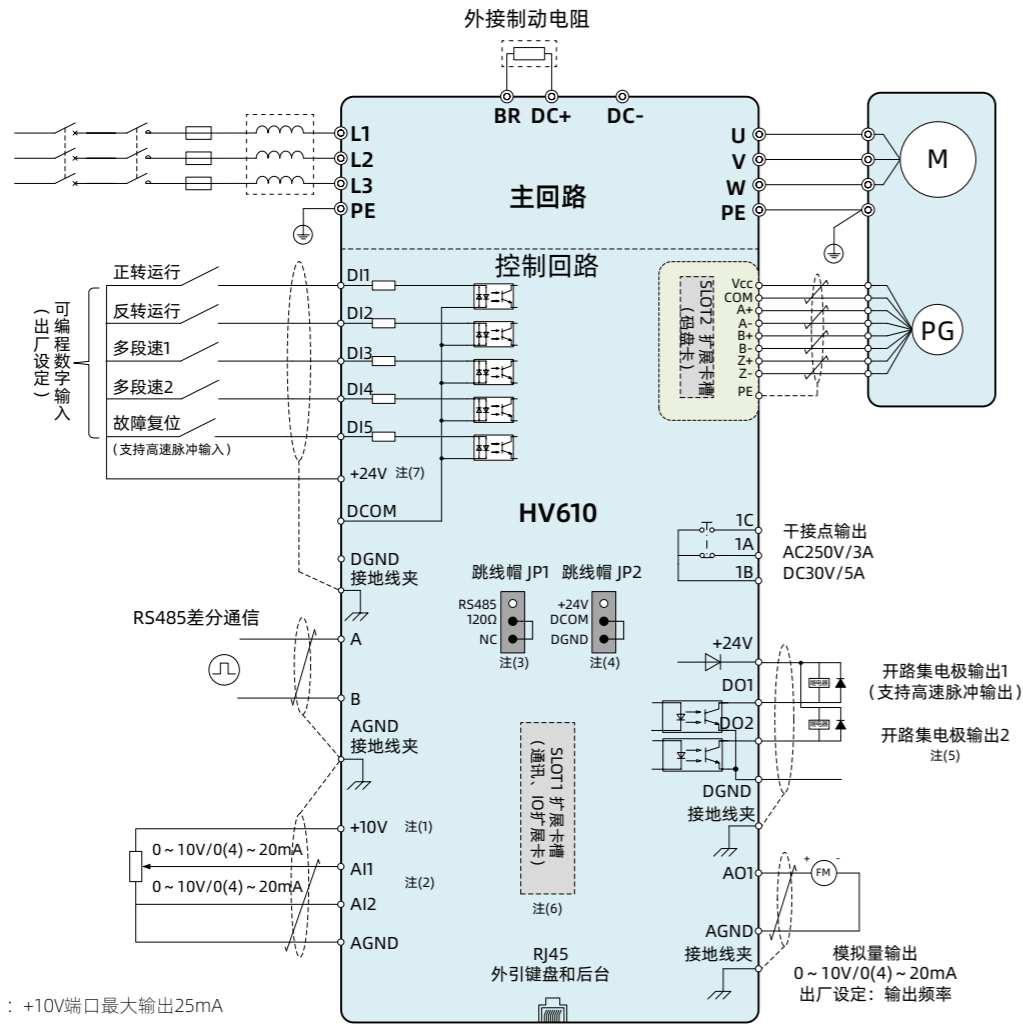 外接制动电阻
BR DC+ DC-
L1
L2
L3
PE
U
V
W
PE
M
主回路
控制回路
正转运行
反转运行
多段速1
多段速2
故障复位
(支持高速脉冲输入)
可编程数字输入
(出厂设定)
DI1
DI2
DI3
DI4
DI5
+24V 注(7)
DCOM
DGND
接地线夹
SLOT2 扩展卡槽
(码盘卡)
Vcc
COM
A+
A-
B+
B-
Z+
Z-
PE
PG
HV610
1C
1A
1B
干接点输出
AC250V/3A
DC30V/5A
跳线帽 JP1 跳线帽 JP2
RS485
120Ω
NC
注(3)
+24V
DCOM
DGND
注(4)
RS485差分通信
A
B
AGND
接地线夹
+24V
DO1
DO2
DGND
接地线夹
开路集电极输出1
(支持高速脉冲输出)
开路集电极输出2
注(5)
SLOT1 扩展卡槽
(通讯、IO扩展卡)
注(6)
+10V 注(1)
0~10V/0(4)~20mA
AI1
注(2)
0~10V/0(4)~20mA
AI2
AGND
AO1
+ -
FM
AGND
接地线夹
模拟量输出
0~10V/0(4)~20mA
出厂设定：输出频率
RJ45
外引键盘和后台
：+10V端口最大输出25mA